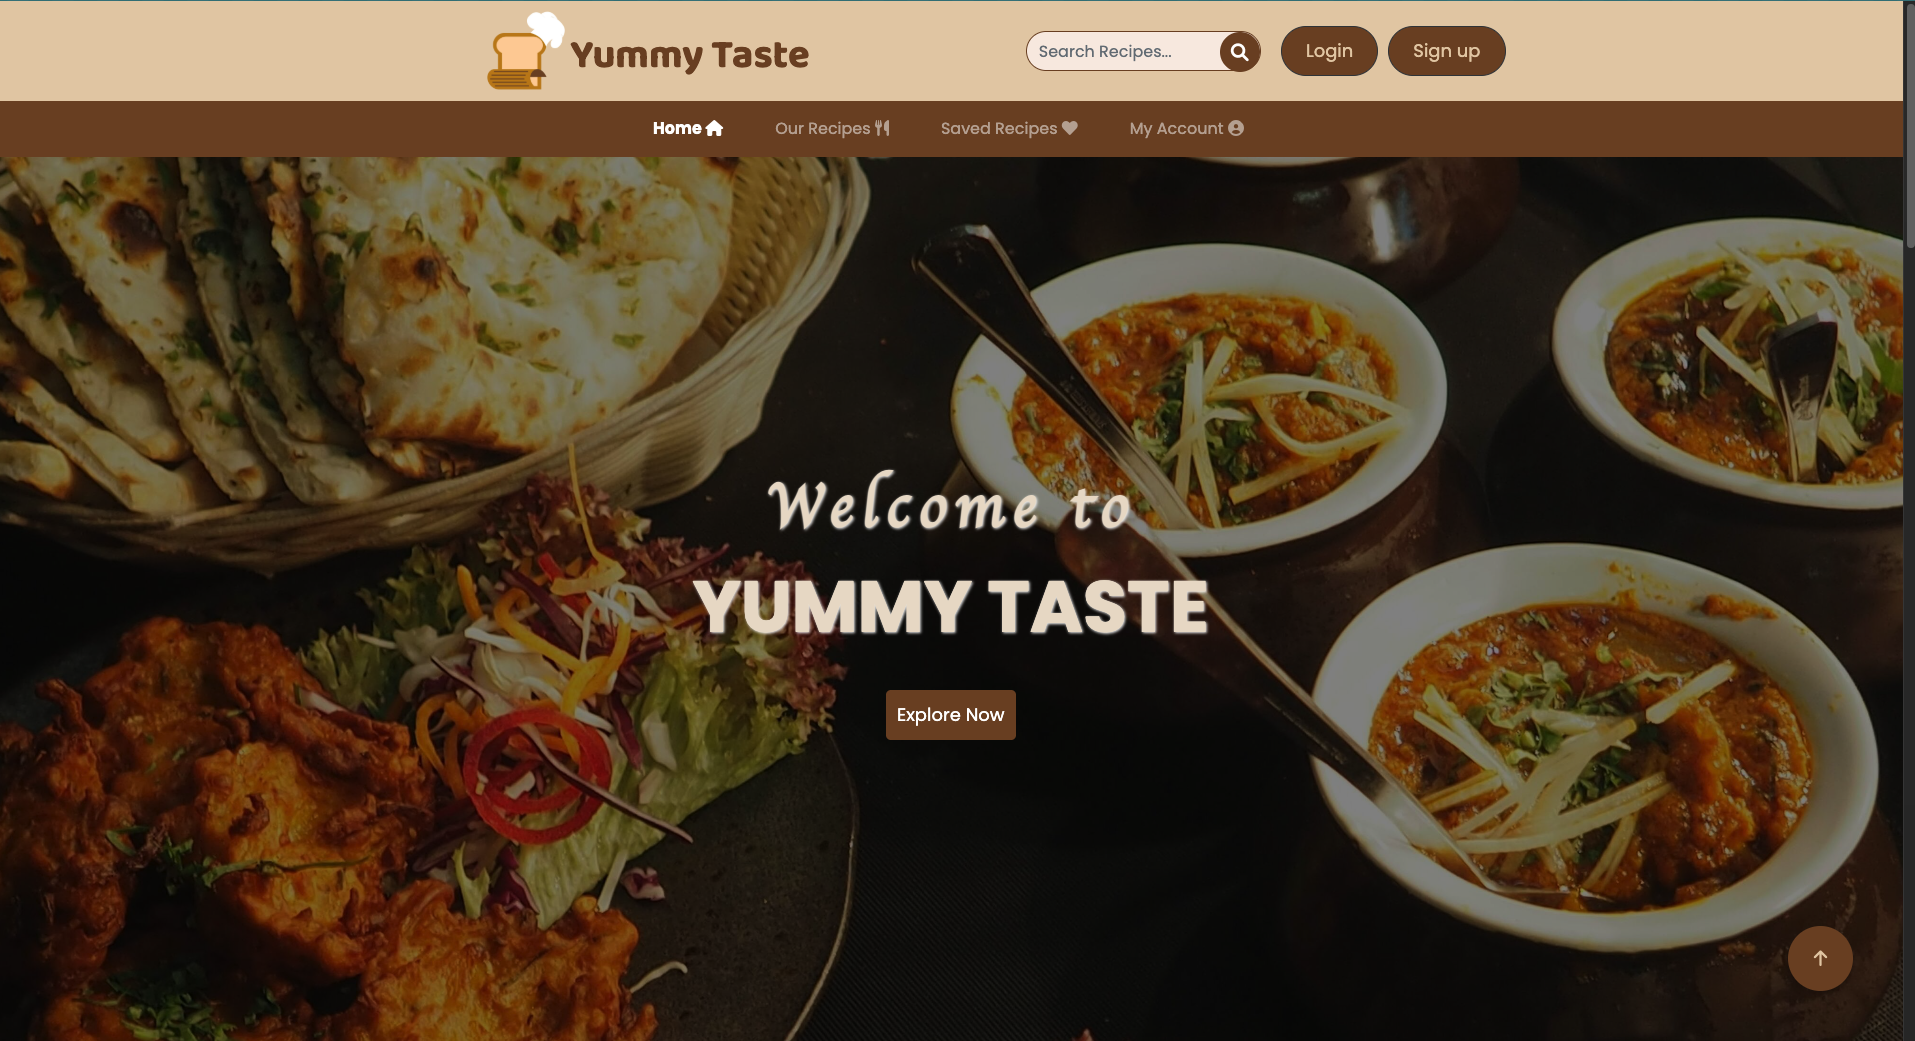 Yummy Taste
Search Recipes...
Login
Sign up
Home
Our Recipes
Saved Recipes
My Account
Welcome to
YUMMY TASTE
Explore Now